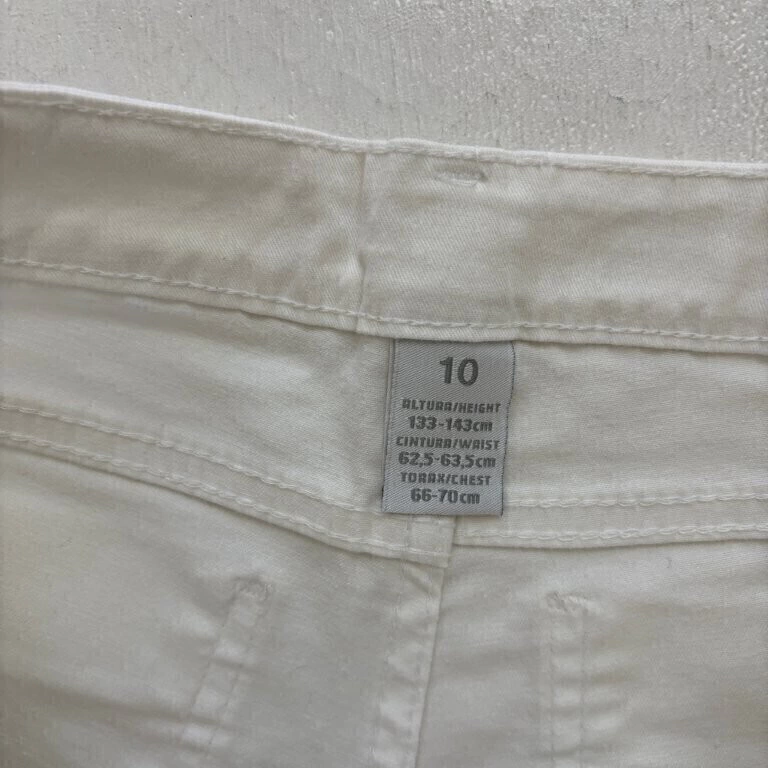 10
ALTURA/HEIGHT
133-143cm
CINTURA/WAIST
62,5-63,5cm
TORAX/CHEST
66-70cm